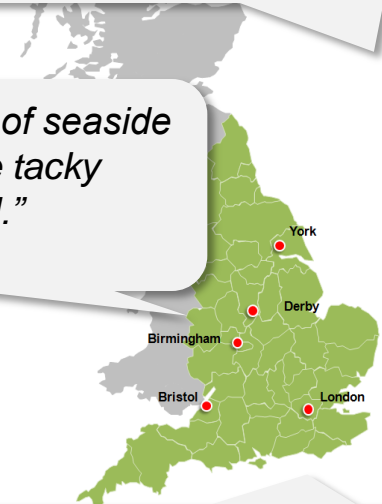 of seaside
tacky
.”
York
Derby
Birmingham
Bristol
London